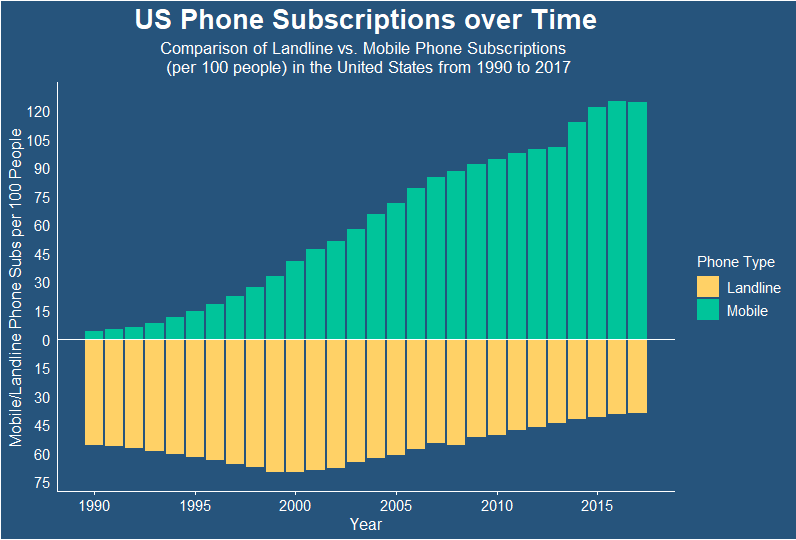 US Phone Subscriptions over Time
Comparison of Landline vs. Mobile Phone Subscriptions
(per 100 people) in the United States from 1990 to 2017
Mobile/Landline Phone Subs per 100 People
120
105
90
75
60
45
30
15
0
15
30
45
60
75
1990
1995
2000
2005
2010
2015
Year
Phone Type
Landline
Mobile